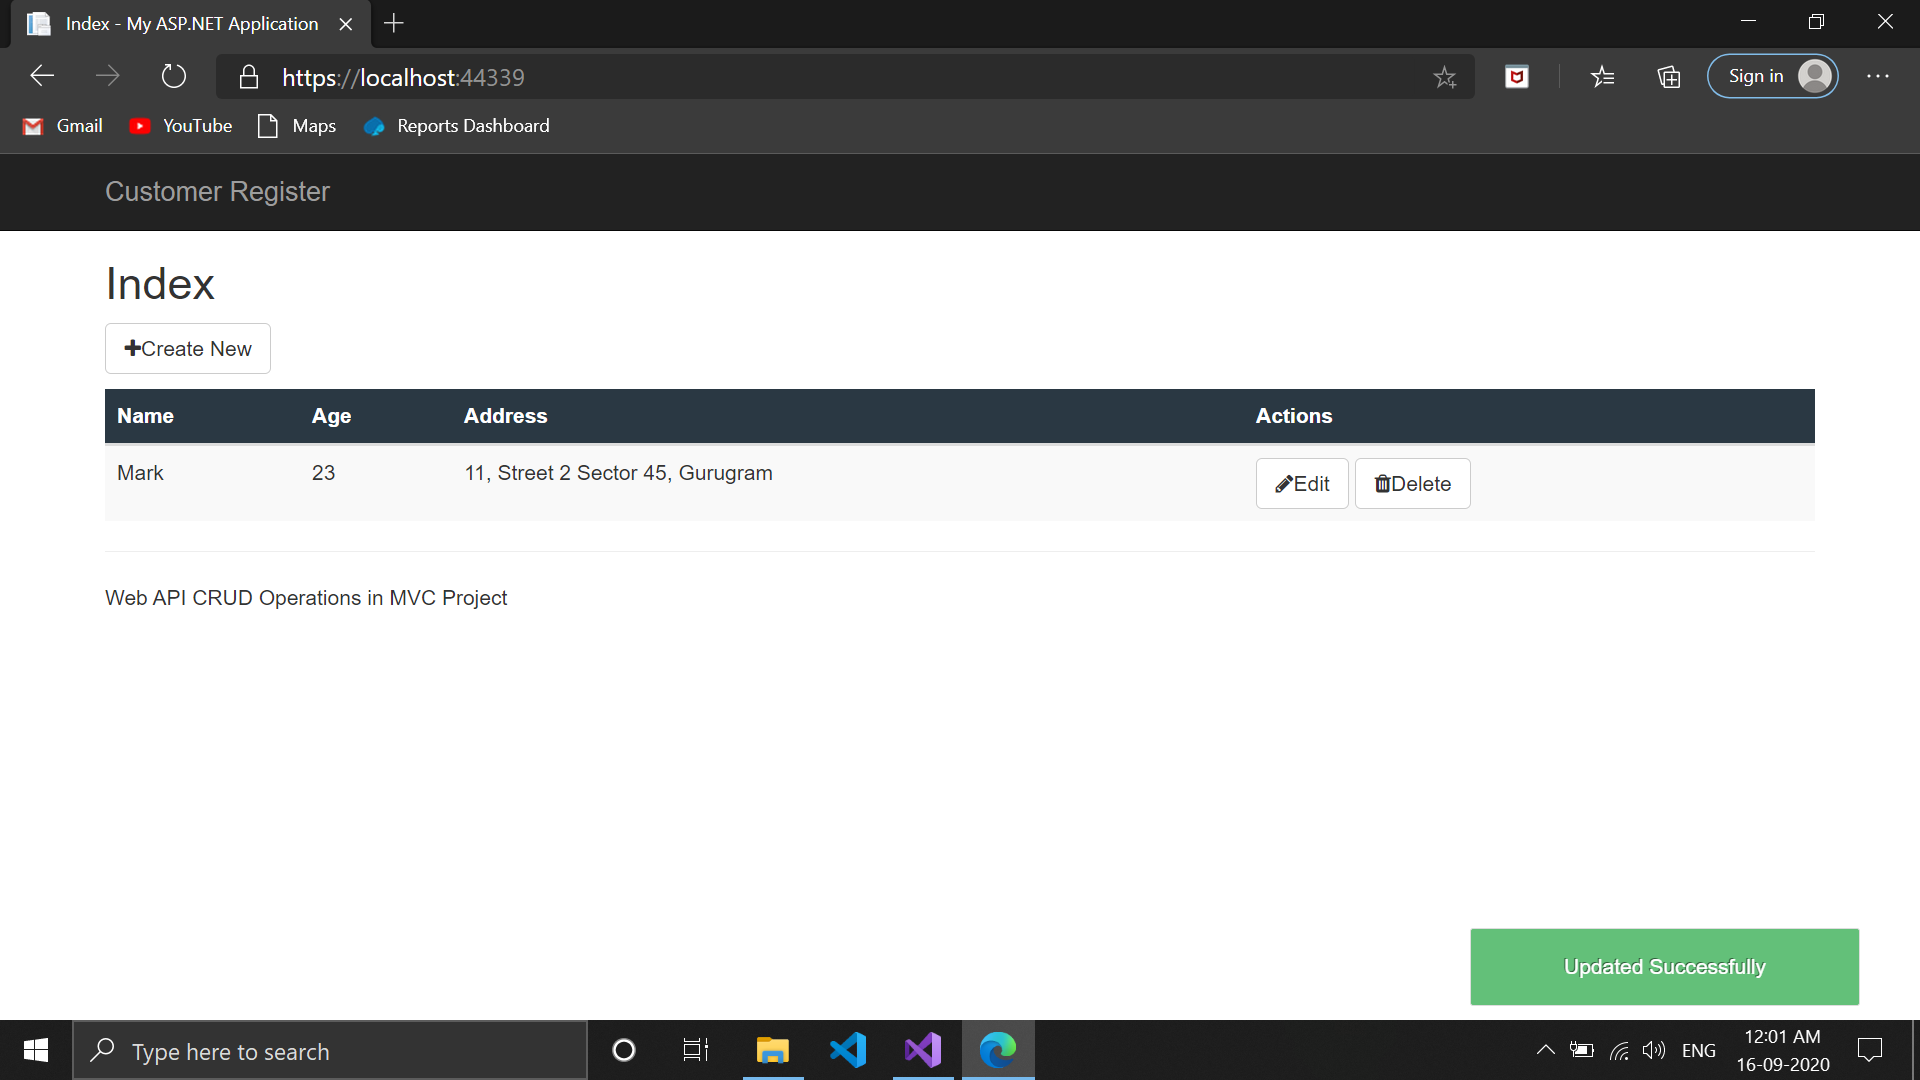 Index - My ASP.NET Application
https://localhost:44339
Sign in
Gmail YouTube Maps Reports Dashboard
Customer Register
Index
Create New
Name Age Address Actions
Mark 23 11, Street 2 Sector 45, Gurugram Edit Delete
Web API CRUD Operations in MVC Project
Updated Successfully
Type here to search
ENG
12:01 AM
16-09-2020